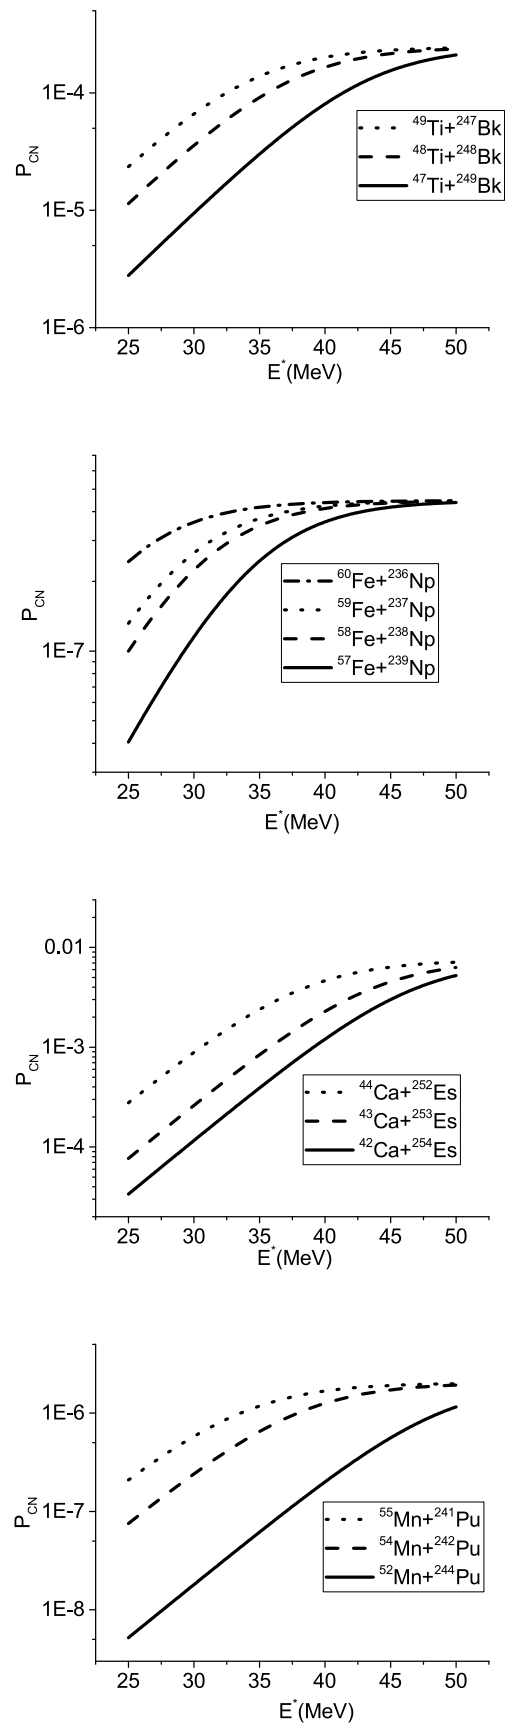 1E-4
1E-5
1E-6
P_CN
⁴⁹Ti+²⁴⁷Bk
⁴⁸Ti+²⁴⁸Bk
⁴⁷Ti+²⁴⁹Bk
25 30 35 40 45 50
E*(MeV)
1E-7
P_CN
⁶⁰Fe+²³⁶Np
⁵⁹Fe+²³⁷Np
⁵⁸Fe+²³⁸Np
⁵⁷Fe+²³⁹Np
25 30 35 40 45 50
E*(MeV)
0.01
1E-3
1E-4
P_CN
⁴⁴Ca+²⁵²Es
⁴³Ca+²⁵³Es
⁴²Ca+²⁵⁴Es
25 30 35 40 45 50
E*(MeV)
1E-6
1E-7
1E-8
P_CN
⁵⁵Mn+²⁴¹Pu
⁵⁴Mn+²⁴²Pu
⁵²Mn+²⁴⁴Pu
25 30 35 40 45 50
E*(MeV)